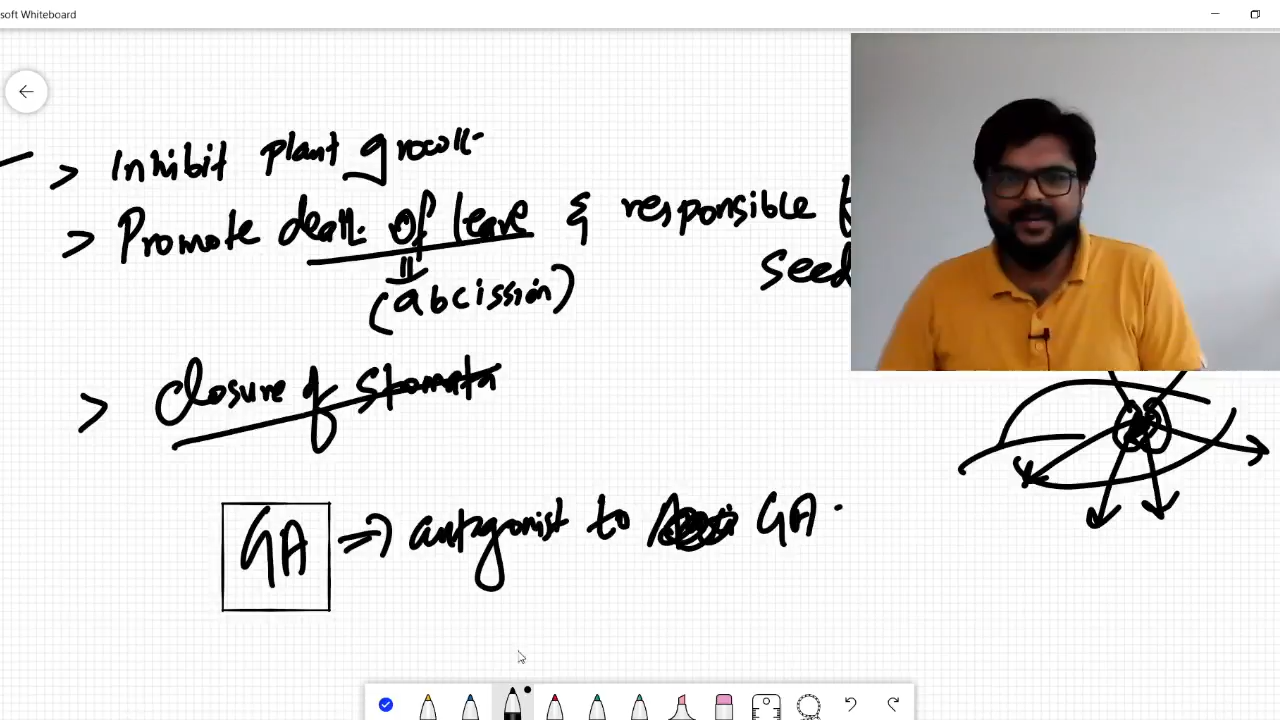 soft Whiteboard
> Inhibit plant growth
> Promote death of leave & responsible
seed
(abcission)
> closure of stomata
GA => antagonist to GA.